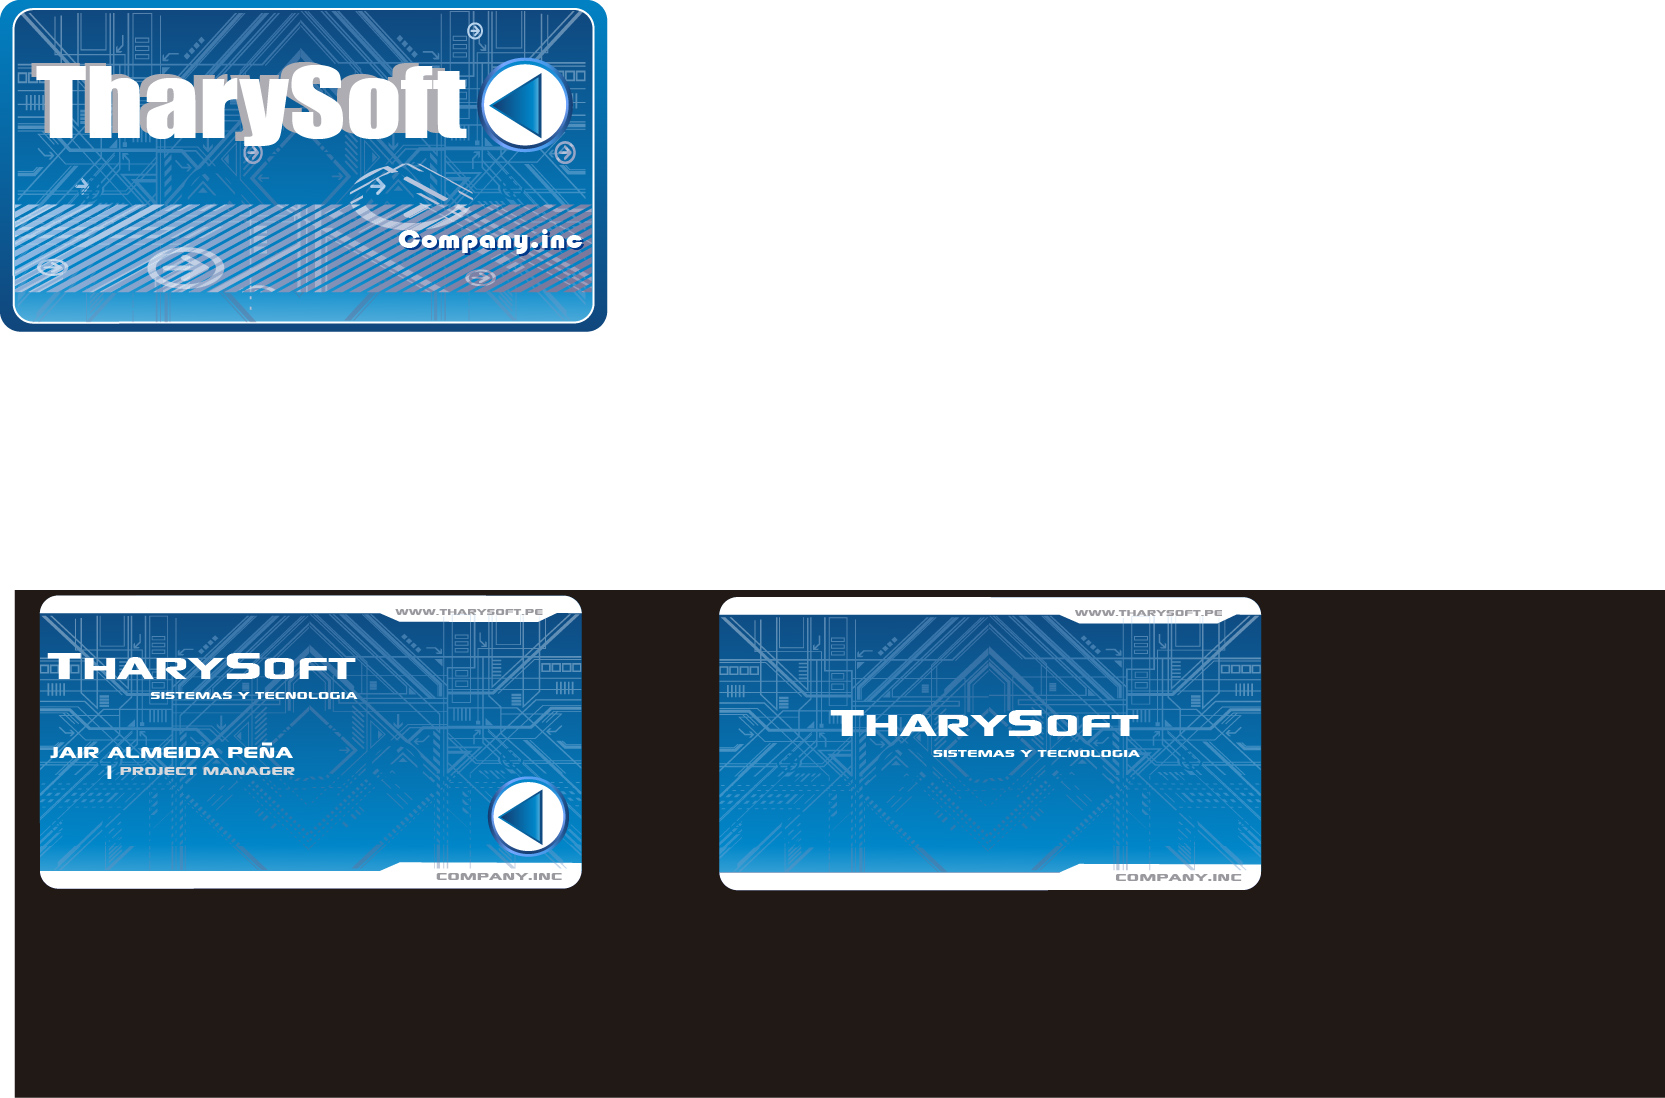 TharySoft
Company.inc
WWW.THARYSOFT.PE
THARYSOFT
SISTEMAS Y TECNOLOGIA
JAIR ALMEIDA PEÑA
| PROJECT MANAGER
COMPANY.INC
WWW.THARYSOFT.PE
THARYSOFT
SISTEMAS Y TECNOLOGIA
COMPANY.INC